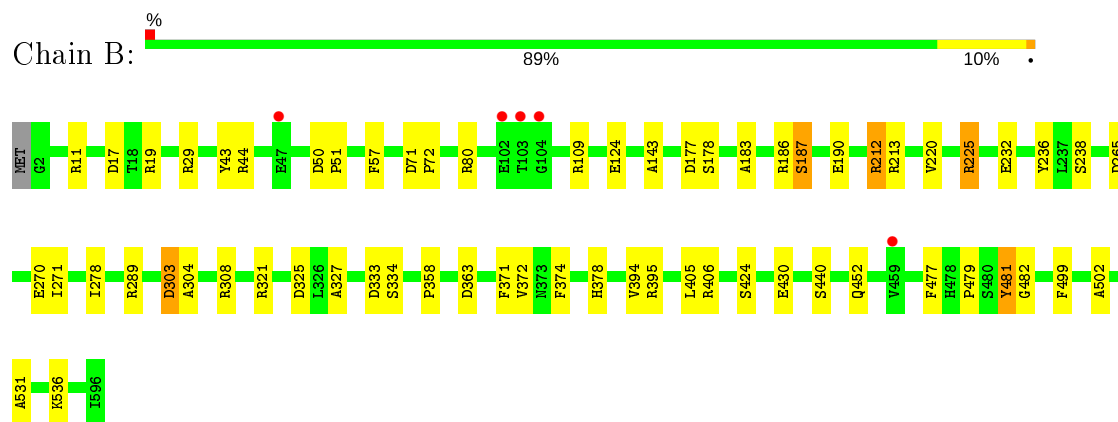 %
Chain B:
89%
10%
•
MET G2 R11 D17 T18 R19 R29 Y43 R44 E47 D50 P51 F57 D71 P72 R80 E102 T103 G104 R109 E124 A143 D177 S178 A183 R186 S187 E190 R212 R213 V220 R225 E232 Y236 L237 S238
E270 I271 I278 R289 D303 A304 R308 R321 D325 L326 A327 D333 S334 P358 D363 F371 V372 N373 F374 H378 V394 R395 L405 R406 S424 E430 S440 Q452 V459 F477 H478 P479 S480 Y481 G482 F499 A502
A531 K536 I596